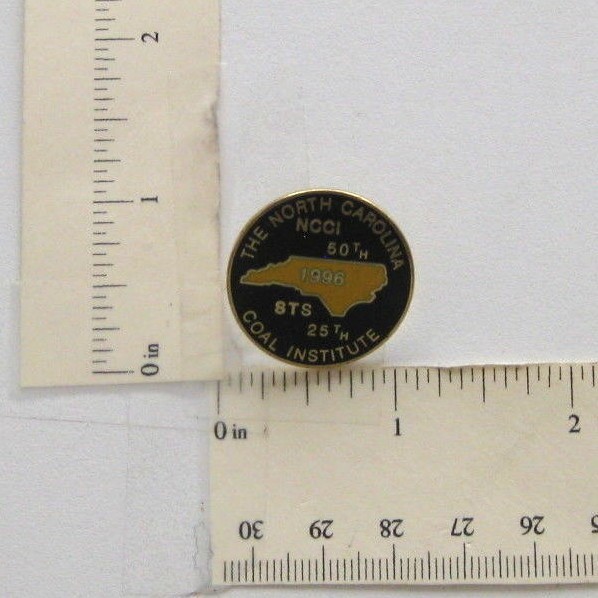 2
1
0 in
THE NORTH CAROLINA
NCCI
50TH
1996
STS
25TH
COAL INSTITUTE
0 in 1 2
30 29 28 27 26